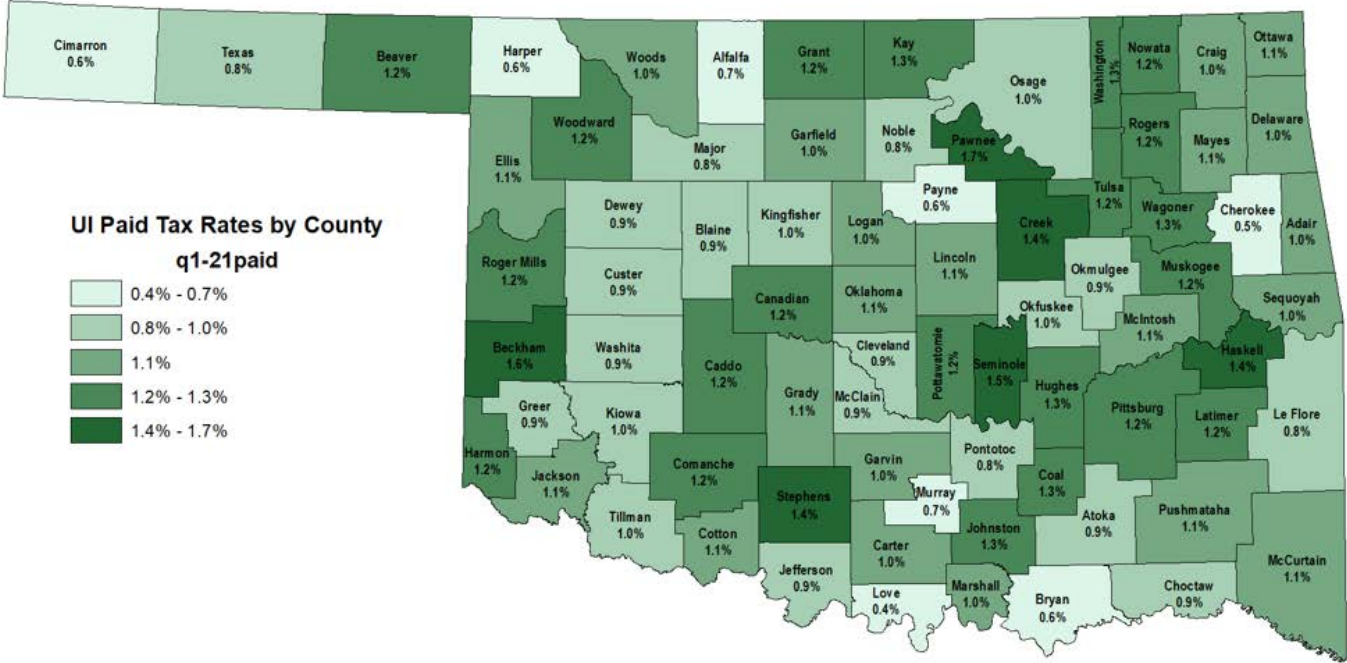 Cimarron
0.6%
Texas
0.8%
Beaver
1.2%
Harper
0.6%
Woods
1.0%
Alfalfa
0.7%
Grant
1.2%
Kay
1.3%
Osage
1.0%
Washington
1.3%
Nowata
1.2%
Craig
1.0%
Ottawa
1.1%
Woodward
1.2%
Ellis
1.1%
Major
0.8%
Garfield
1.0%
Noble
0.8%
Pawnee
1.7%
Rogers
1.2%
Mayes
1.1%
Delaware
1.0%
Dewey
0.9%
Blaine
0.9%
Kingfisher
1.0%
Logan
1.0%
Payne
0.6%
Creek
1.4%
Tulsa
1.2%
Wagoner
1.3%
Cherokee
0.5%
Adair
1.0%
UI Paid Tax Rates by County
q1-21paid
0.4% - 0.7%
0.8% - 1.0%
1.1%
1.2% - 1.3%
1.4% - 1.7%
Roger Mills
1.2%
Custer
0.9%
Canadian
1.2%
Oklahoma
1.1%
Lincoln
1.1%
Okmulgee
0.9%
Muskogee
1.2%
Okfuskee
1.0%
McIntosh
1.1%
Sequoyah
1.0%
Beckham
1.6%
Washita
0.9%
Caddo
1.2%
Grady
1.1%
Cleveland
0.9%
McClain
0.9%
Pottawatomie
1.2%
Seminole
1.5%
Hughes
1.3%
Pittsburg
1.2%
Haskell
1.4%
Latimer
1.2%
Le Flore
0.8%
Greer
0.9%
Kiowa
1.0%
Harmon
1.2%
Jackson
1.1%
Comanche
1.2%
Stephens
1.4%
Garvin
1.0%
Murray
0.7%
Pontotoc
0.8%
Coal
1.3%
Atoka
0.9%
Pushmataha
1.1%
Tillman
1.0%
Cotton
1.1%
Carter
1.0%
Johnston
1.3%
McCurtain
1.1%
Jefferson
0.9%
Love
0.4%
Marshall
1.0%
Bryan
0.6%
Choctaw
0.9%